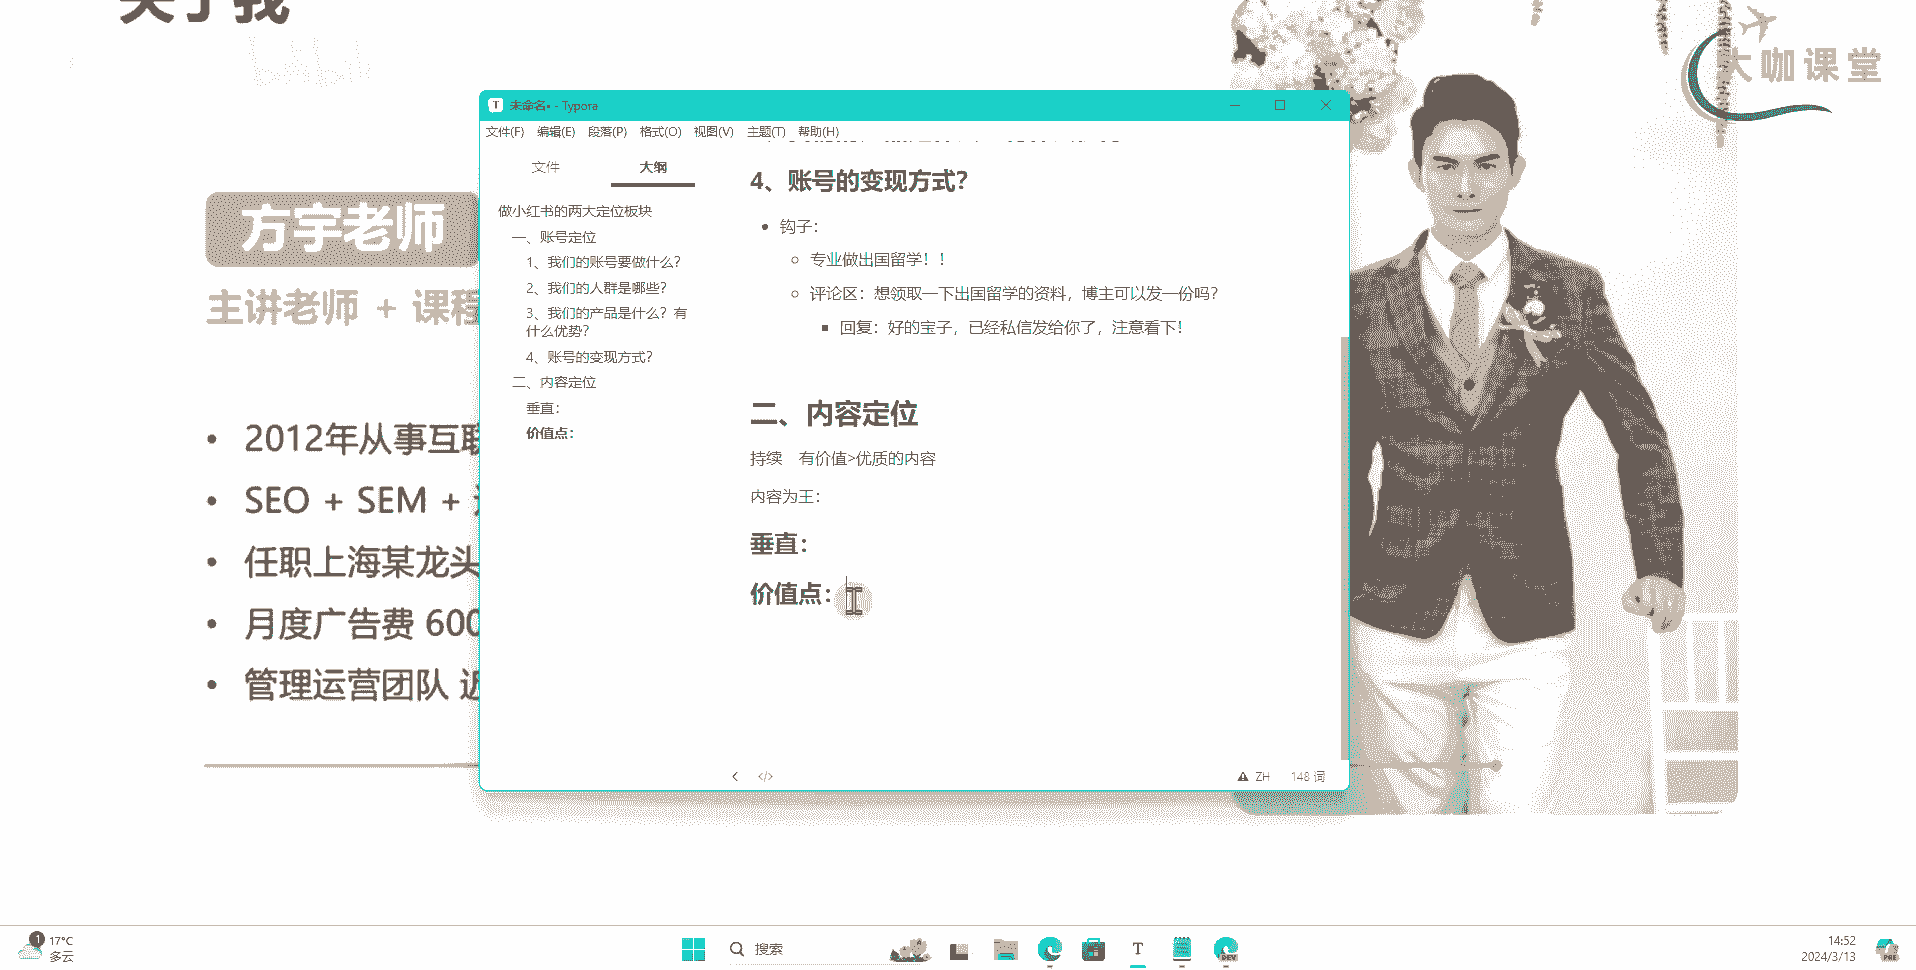 关于我
bilibili
大咖课堂
方宇老师
主讲老师 + 课程
2012年从事互联
SEO + SEM +
任职上海某龙头
月度广告费 600
管理运营团队 近
未命名• - Typora
文件(F) 编辑(E) 段落(P) 格式(O) 视图(V) 主题(T) 帮助(H)
文件 大纲
做小红书的两大定位板块
一、账号定位
1、我们的账号要做什么?
2、我们的人群是哪些?
3、我们的产品是什么? 有
什么优势?
4、账号的变现方式?
二、内容定位
垂直:
价值点:
4、账号的变现方式?
钩子:
专业做出国留学！！
评论区：想领取一下出国留学的资料，博主可以发一份吗?
回复：好的宝子，已经私信发给你了，注意看下!
二、内容定位
持续 有价值>优质的内容
内容为王:
垂直:
价值点:
ZH 148 词
1
17°C
多云
搜索
T
DEV
14:52
2024/3/13
PRE